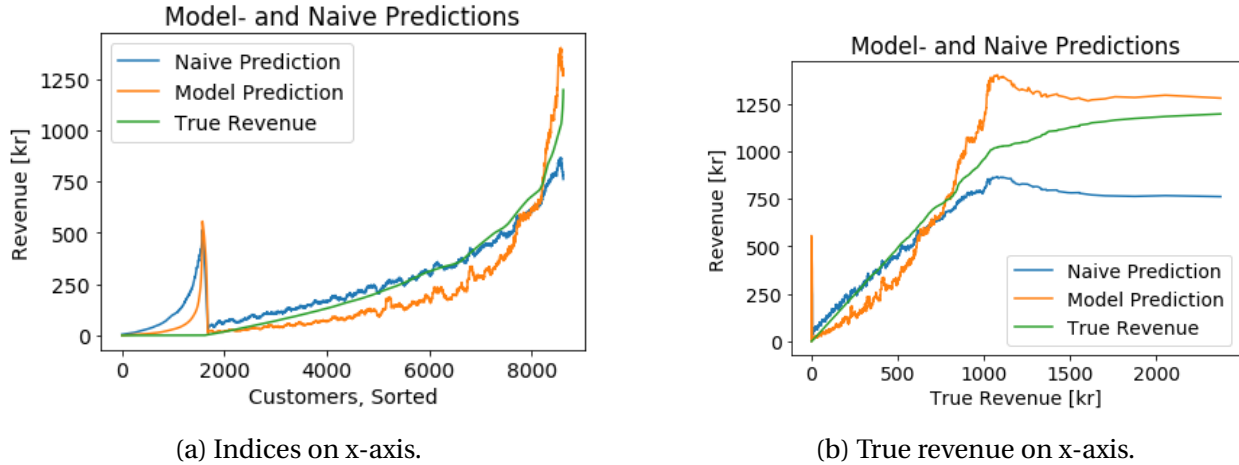 Model- and Naive Predictions
Revenue [kr]
1250
1000
750
500
250
0
Naive Prediction
Model Prediction
True Revenue
0 2000 4000 6000 8000
Customers, Sorted
(a) Indices on x-axis.
Model- and Naive Predictions
Revenue [kr]
1250
1000
750
500
250
0
Naive Prediction
Model Prediction
True Revenue
0 500 1000 1500 2000
True Revenue [kr]
(b) True revenue on x-axis.